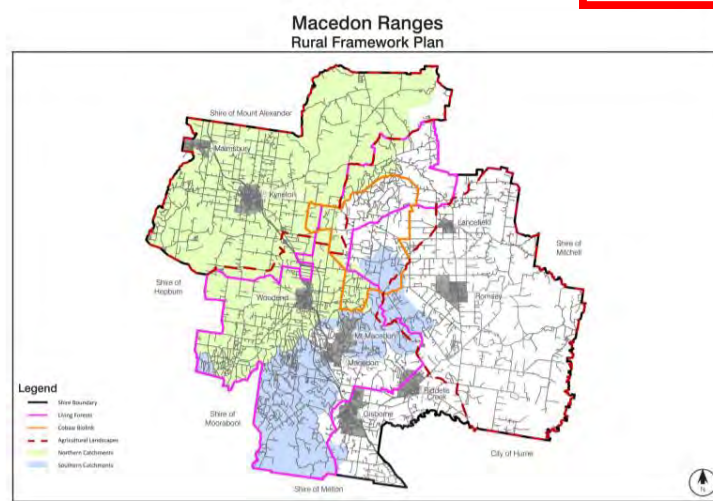 Macedon Ranges
Rural Framework Plan
Shire of Mount Alexander
Malmsbury
Kyneton
Lancefield
Shire of
Mitchell
Shire of
Hepburn
Woodend
Romsey
Mt Macedon
Macedon
Riddells
Creek
Gisborne
Shire of
Moorabool
City of Hume
Shire of Melton
Legend
Shire Boundary
Living Forest
Cobaw Biolink
Agricultural Landscapes
Northern Catchments
Southern Catchments
N